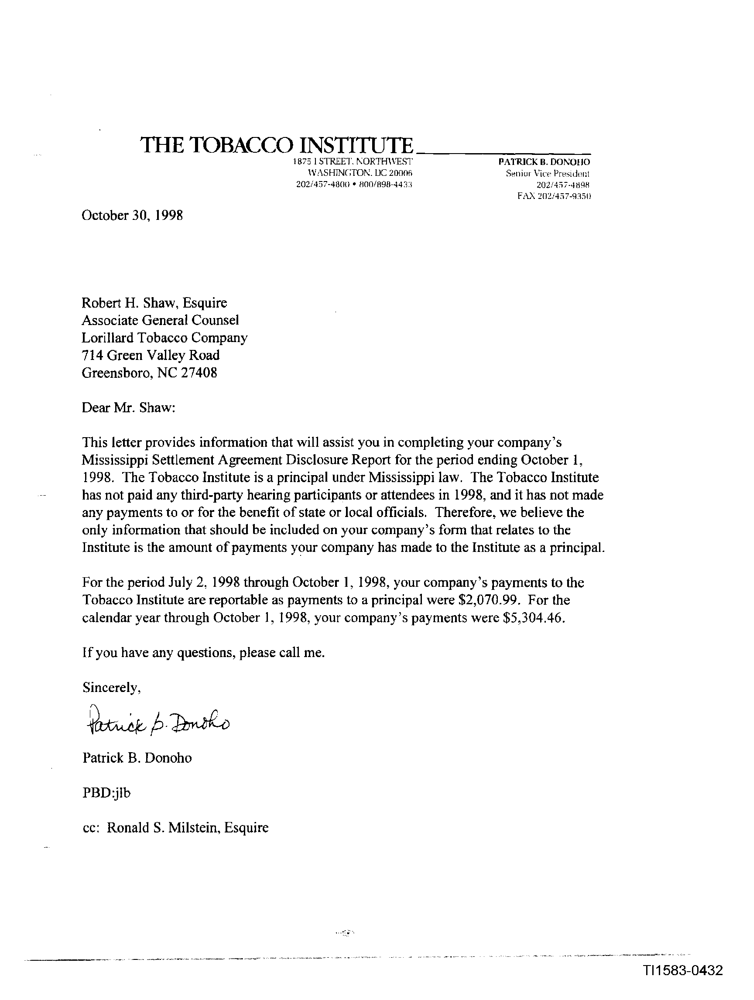 THE TOBACCO INSTITUTE
1875 I STREET, NORTHWEST
WASHINGTON, DC 20006
202/457-4800 • 800/898-4433
PATRICK B. DONOHO
Senior Vice President
202/457-4898
FAX 202/457-9350
October 30, 1998
Robert H. Shaw, Esquire
Associate General Counsel
Lorillard Tobacco Company
714 Green Valley Road
Greensboro, NC 27408
Dear Mr. Shaw:
This letter provides information that will assist you in completing your company's
Mississippi Settlement Agreement Disclosure Report for the period ending October 1,
1998.  The Tobacco Institute is a principal under Mississippi law.  The Tobacco Institute
has not paid any third-party hearing participants or attendees in 1998, and it has not made
any payments to or for the benefit of state or local officials.  Therefore, we believe the
only information that should be included on your company's form that relates to the
Institute is the amount of payments your company has made to the Institute as a principal.
For the period July 2, 1998 through October 1, 1998, your company's payments to the
Tobacco Institute are reportable as payments to a principal were $2,070.99.  For the
calendar year through October 1, 1998, your company's payments were $5,304.46.
If you have any questions, please call me.
Sincerely,
Patrick B. Donoho
Patrick B. Donoho
PBD:jlb
cc:  Ronald S. Milstein, Esquire
TI1583-0432